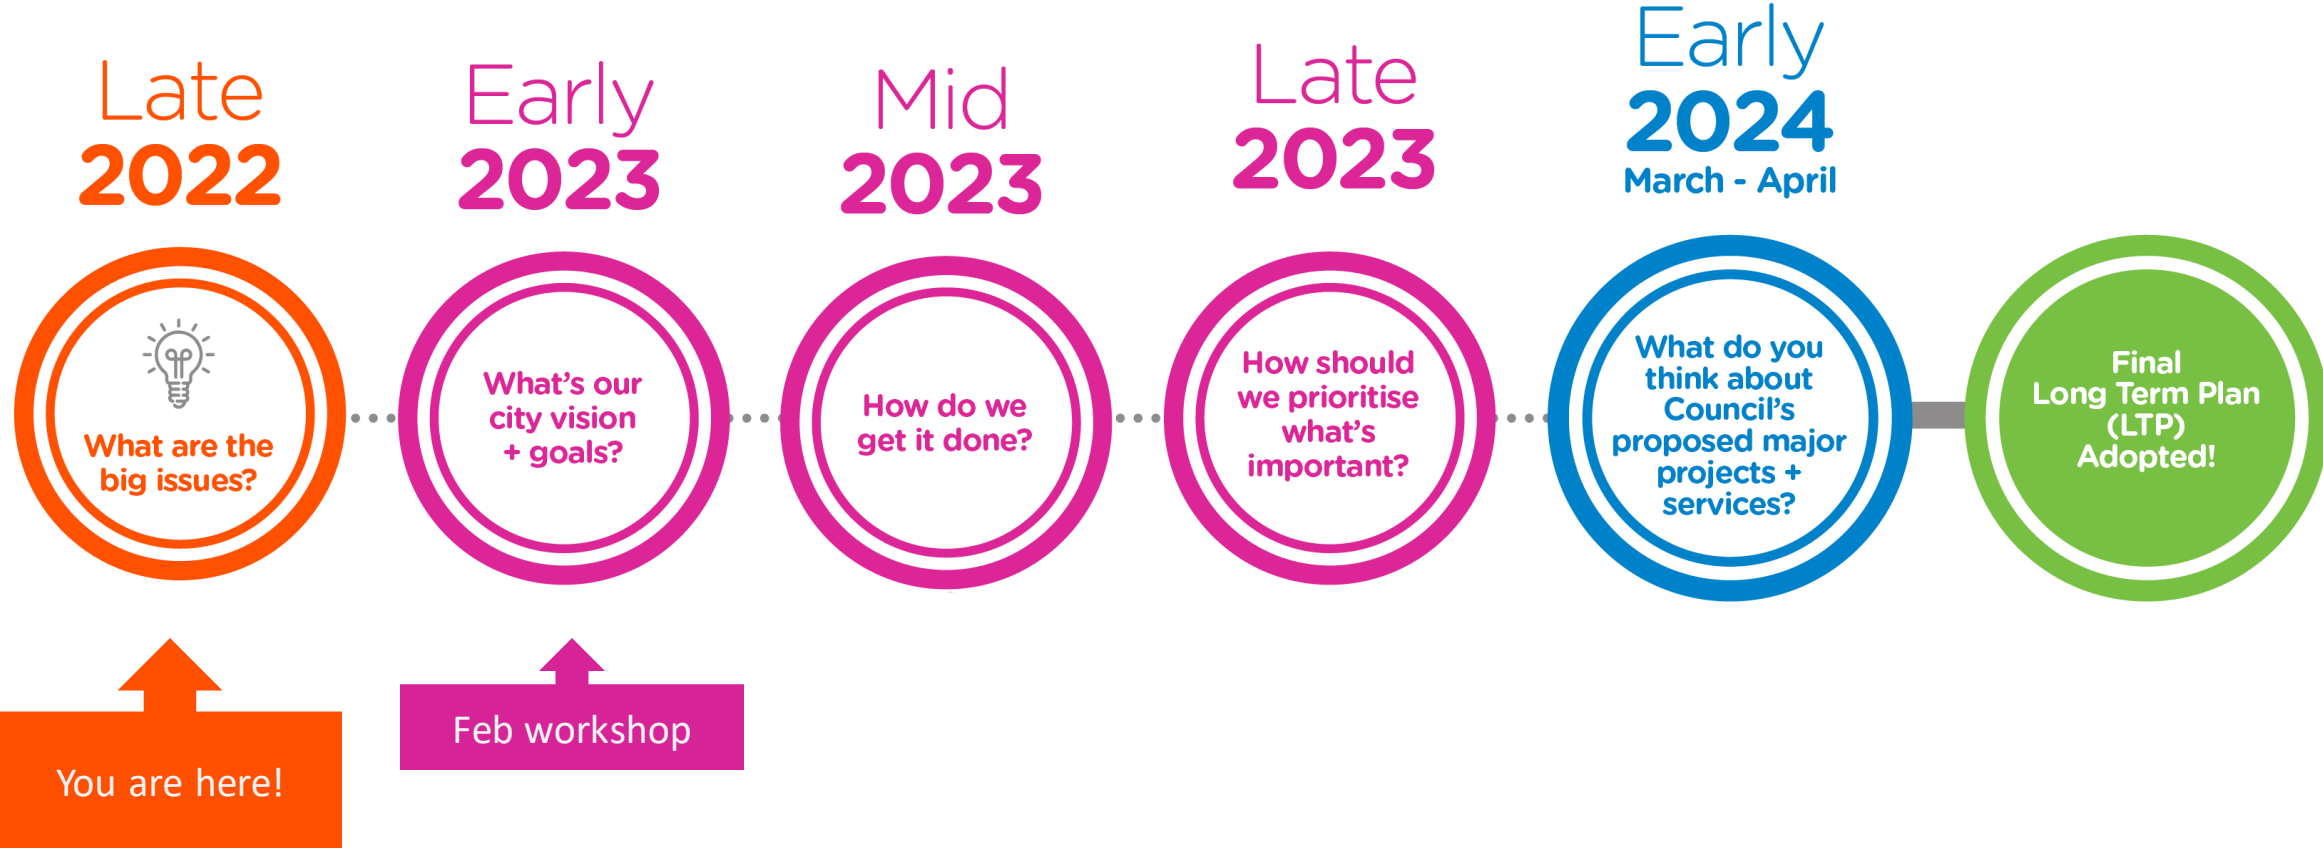 Late
2022
Early
2023
Mid
2023
Late
2023
Early
2024
March - April
What are the
big issues?
What's our
city vision
+ goals?
How do we
get it done?
How should
we prioritise
what's
important?
What do you
think about
Council's
proposed major
projects +
services?
Final
Long Term Plan
(LTP)
Adopted!
You are here!
Feb workshop